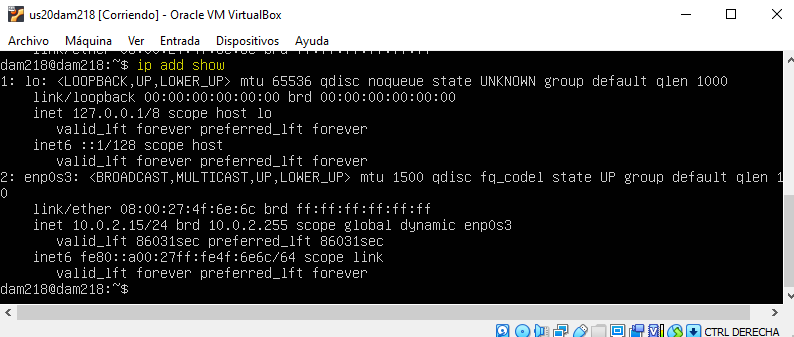 us20dam218 [Corriendo] - Oracle VM VirtualBox
Archivo Máquina Ver Entrada Dispositivos Ayuda
dam218@dam218:~$ ip add show
1: lo: <LOOPBACK,UP,LOWER_UP> mtu 65536 qdisc noqueue state UNKNOWN group default qlen 1000
link/loopback 00:00:00:00:00:00 brd 00:00:00:00:00:00
inet 127.0.0.1/8 scope host lo
valid_lft forever preferred_lft forever
inet6 ::1/128 scope host
valid_lft forever preferred_lft forever
2: enp0s3: <BROADCAST,MULTICAST,UP,LOWER_UP> mtu 1500 qdisc fq_codel state UP group default qlen 1
0
link/ether 08:00:27:4f:6e:6c brd ff:ff:ff:ff:ff:ff
inet 10.0.2.15/24 brd 10.0.2.255 scope global dynamic enp0s3
valid_lft 86031sec preferred_lft 86031sec
inet6 fe80::a00:27ff:fe4f:6e6c/64 scope link
valid_lft forever preferred_lft forever
dam218@dam218:~$
CTRL DERECHA